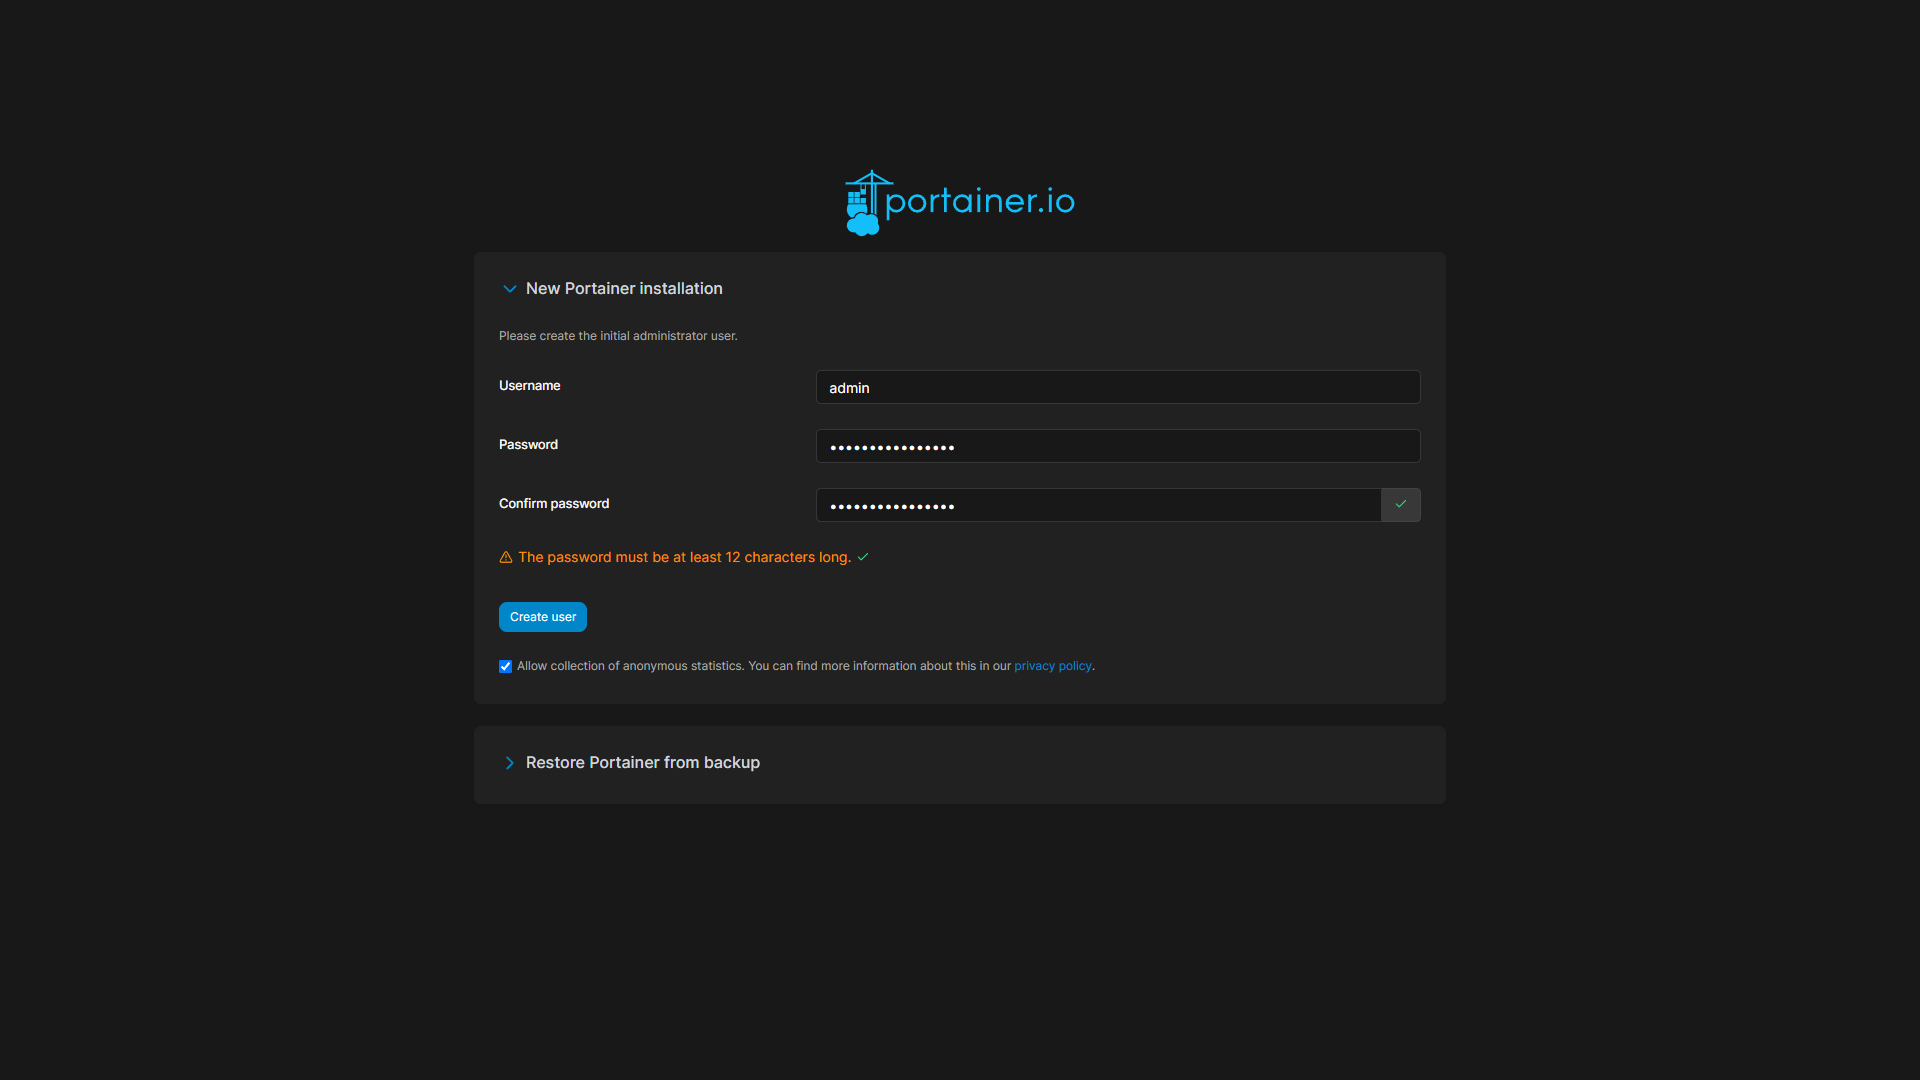 portainer.io
New Portainer installation
Please create the initial administrator user.
Username
admin
Password
••••••••••••••••
Confirm password
••••••••••••••••
The password must be at least 12 characters long.
Create user
Allow collection of anonymous statistics. You can find more information about this in our privacy policy.
Restore Portainer from backup